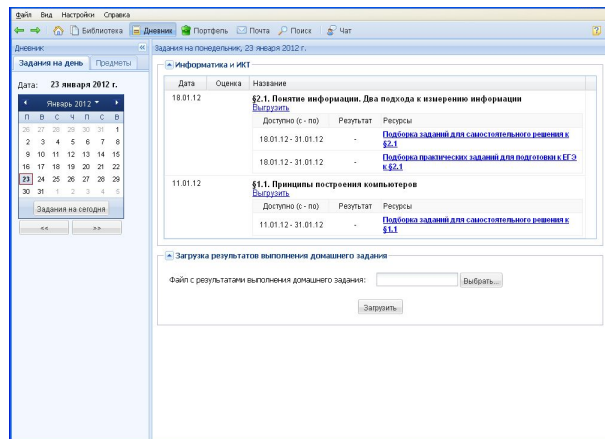 Файл Вид Настройки Справка
Библиотека Дневник Портфель Почта Поиск Чат
Дневник
Задания на день Предметы
Дата: 23 января 2012 г.
Январь 2012
П В С Ч П С В
26 27 28 29 30 31 1
2 3 4 5 6 7 8
9 10 11 12 13 14 15
16 17 18 19 20 21 22
23 24 25 26 27 28 29
30 31 1 2 3 4 5
Задания на сегодня
<< >>
Задания на понедельник, 23 января 2012 г.
Информатика и ИКТ
Дата Оценка Название
18.01.12 §2.1. Понятие информации. Два подхода к измерению информации
Выгрузить
Доступно (с - по) Результат Ресурсы
18.01.12 - 31.01.12 - Подборка заданий для самостоятельного решения к
§2.1
18.01.12 - 31.01.12 - Подборка практических заданий для подготовки к ЕГЭ
к §2.1
11.01.12 §1.1. Принципы построения компьютеров
Выгрузить
Доступно (с - по) Результат Ресурсы
11.01.12 - 31.01.12 - Подборка заданий для самостоятельного решения к
§1.1
Загрузка результатов выполнения домашнего задания
Файл с результатами выполнения домашнего задания: Выбрать...
Загрузить